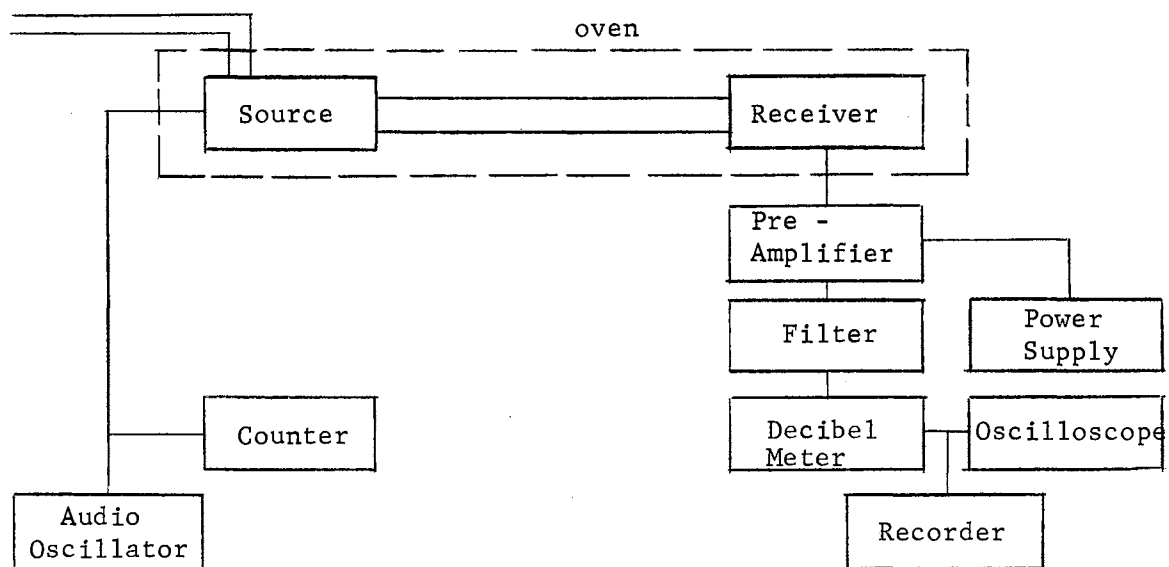 oven
Source
Receiver
Pre -
Amplifier
Filter
Power
Supply
Counter
Decibel
Meter
Oscilloscope
Audio
Oscillator
Recorder